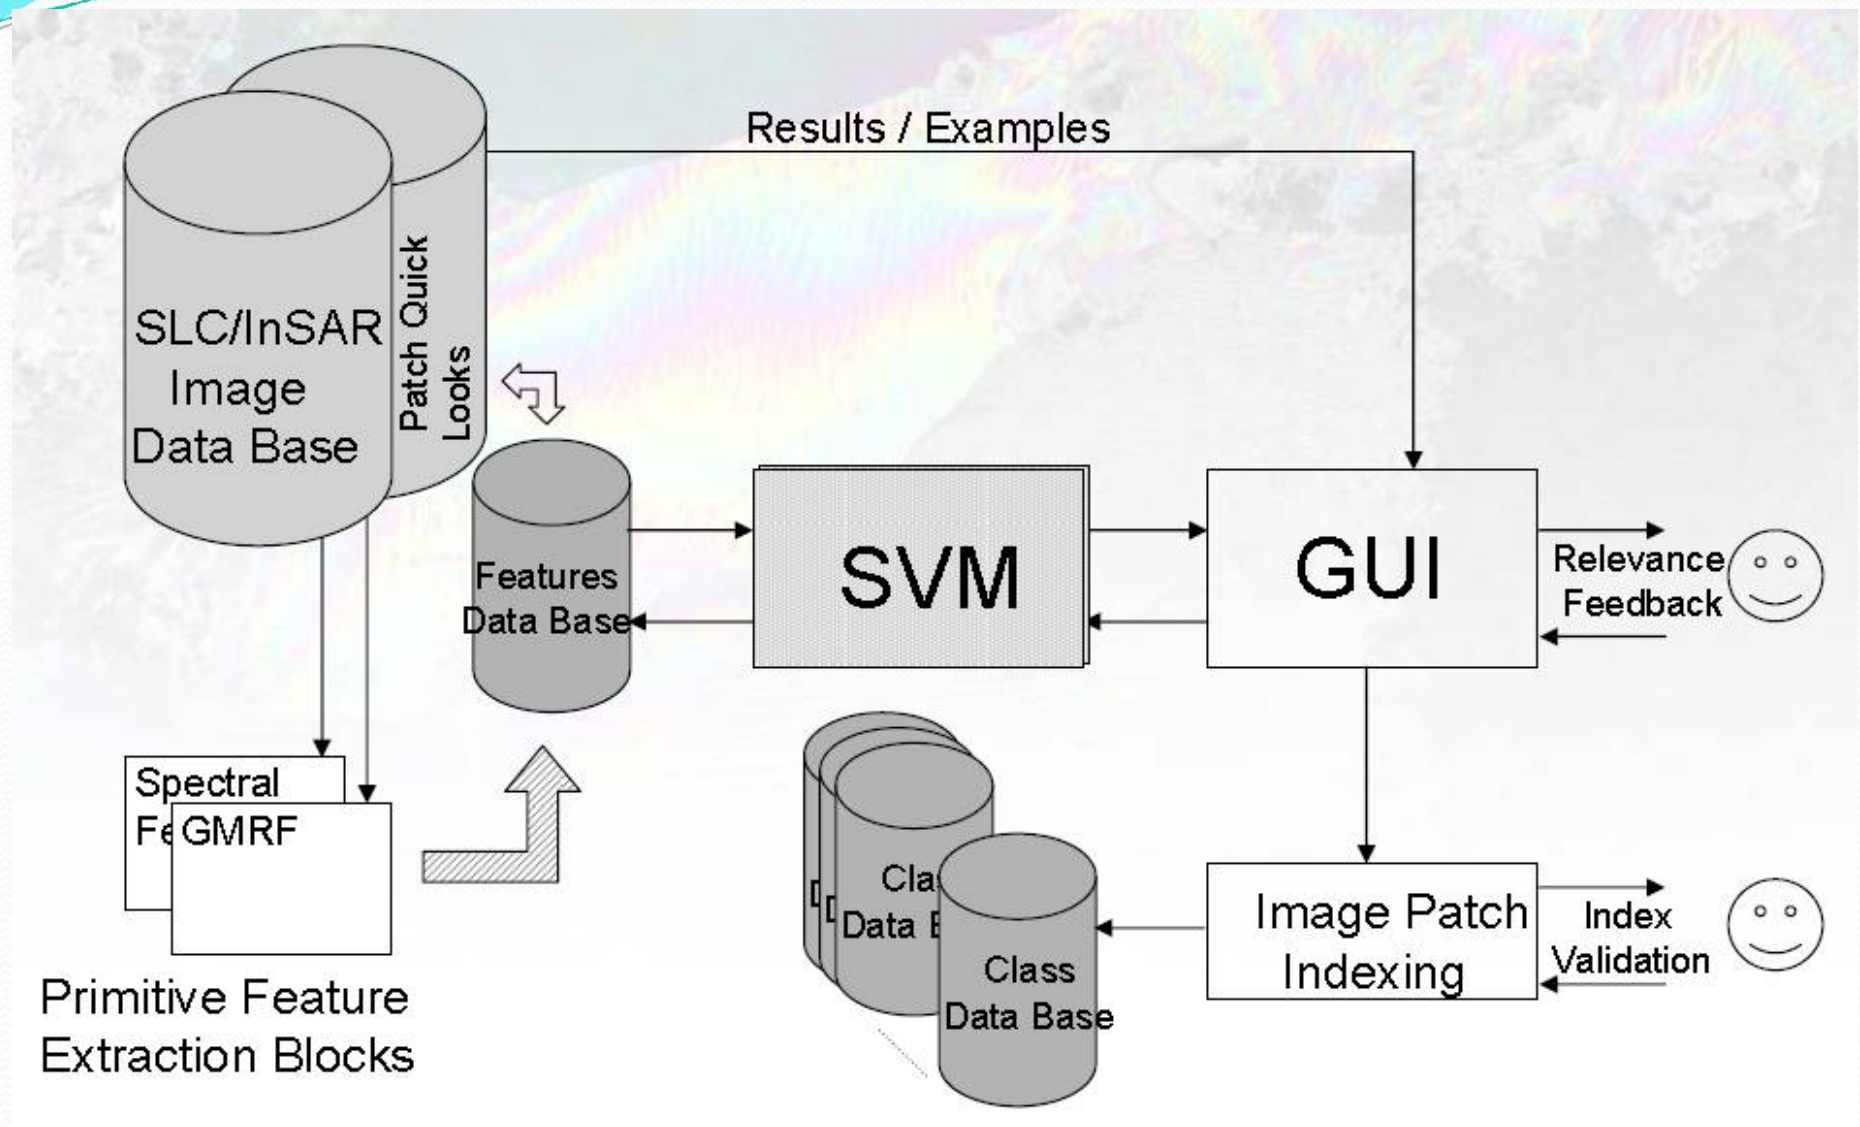 Results / Examples
SLC/InSAR
Image
Data Base
Patch Quick
Looks
Features
Data Base
SVM
GUI
Relevance
Feedback
Spectral
GMRF
Primitive Feature
Extraction Blocks
Data
Class
Data Base
Image Patch
Indexing
Index
Validation